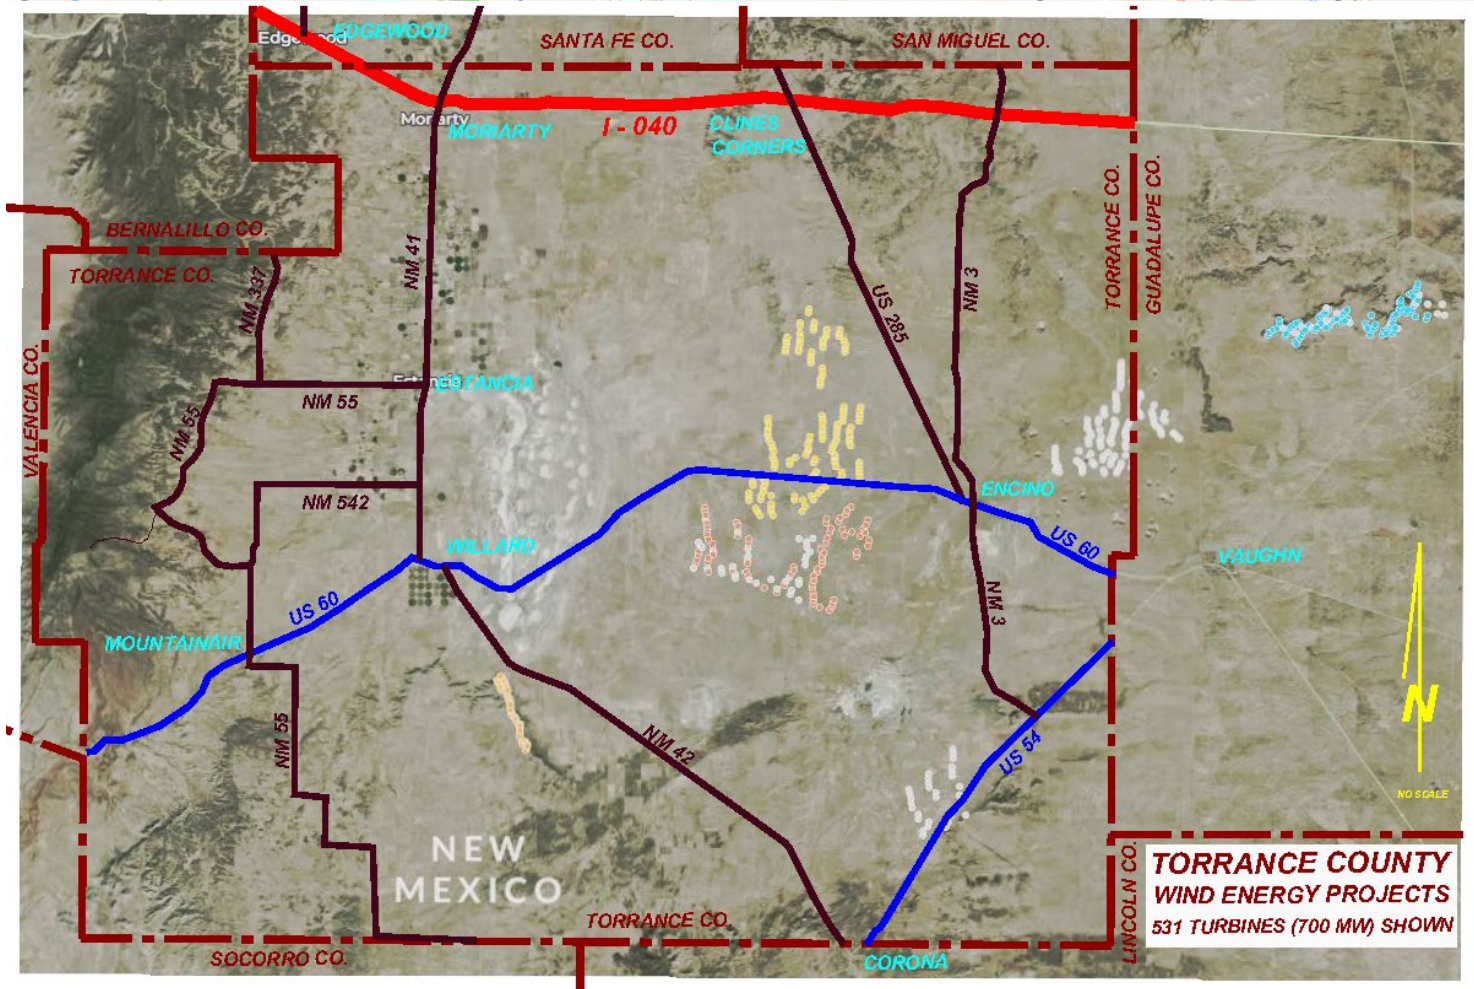 Edgewood
EDGEWOOD
SANTA FE CO.
SAN MIGUEL CO.
Moriarty
MORIARTY
I - 040
CLINES
CORNERS
TORRANCE CO.
GUADALUPE CO.
BERNALILLO CO.
TORRANCE CO.
NM 337
NM 41
US 285
NM 3
VALENCIA CO.
Estancia
ESTANCIA
NM 55
NM 55
NM 542
ENCINO
WILLARD
US 60
VAUGHN
US 60
NM 3
MOUNTAINAIR
NM 55
NM 42
US 54
N
NO SCALE
NEW
MEXICO
TORRANCE CO.
SOCORRO CO.
CORONA
LINCOLN CO.
TORRANCE COUNTY
WIND ENERGY PROJECTS
531 TURBINES (700 MW) SHOWN